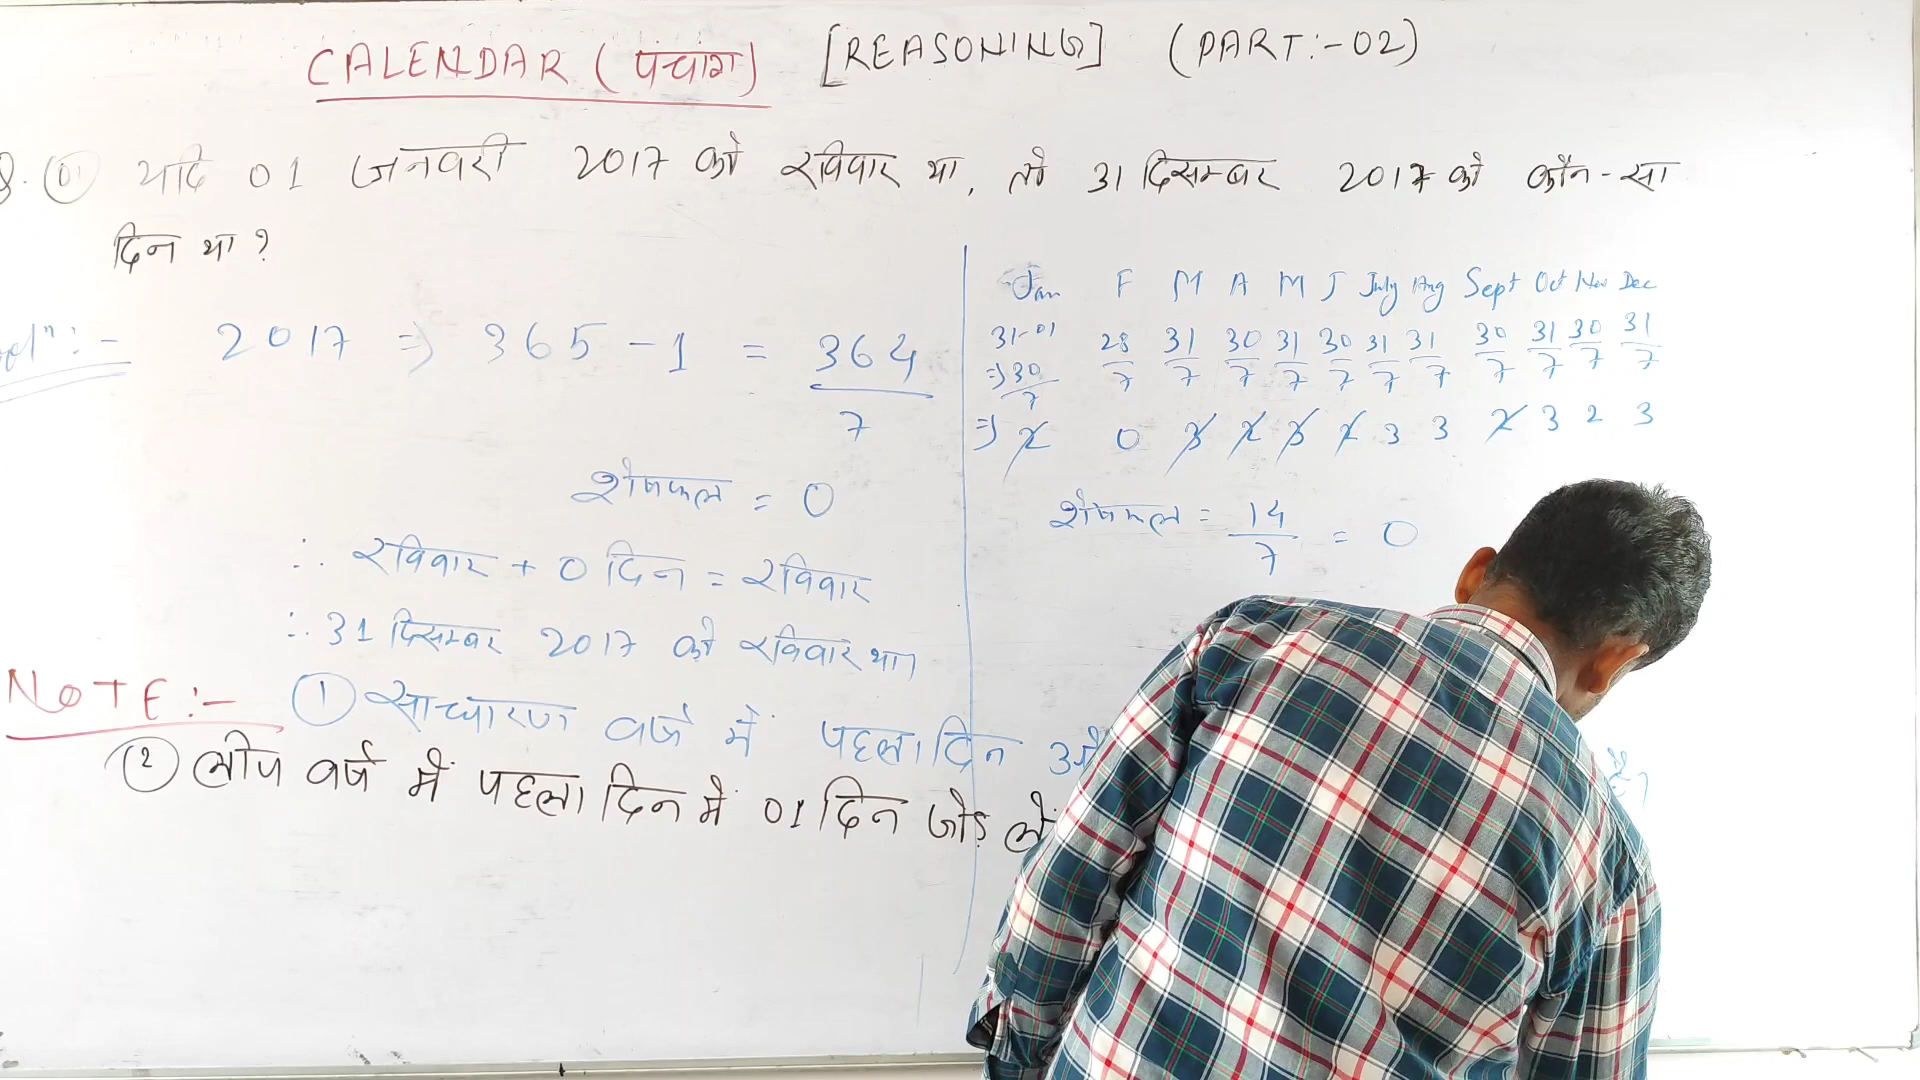 CALENDAR (पंचांग) [REASONING] (PART:-02)
Q. 01 यदि 01 जनवरी 2017 को रविवार था, तो 31 दिसम्बर 2017 को कौन-सा
दिन था ?
Solⁿ:- 2017 ⇒ 365 - 1 = 364/7
शेषफल = 0
∴ रविवार + 0 दिन = रविवार
∴ 31 दिसम्बर 2017 को रविवार था।
Jan F M A M J July Aug Sept Oct Nov Dec
31-01 28/7 31/7 30/7 31/7 30/7 31/7 31/7 30/7 31/7 30/7 31/7
⇒ 30/7
⇒ 2 0 3 2 3 2 3 3 2 3 2 3
शेषफल = 14/7 = 0
NOTE:- ① साधारण वर्ष में पहला दिन
② लीप वर्ष में पहला दिन में 01 दिन जोड़